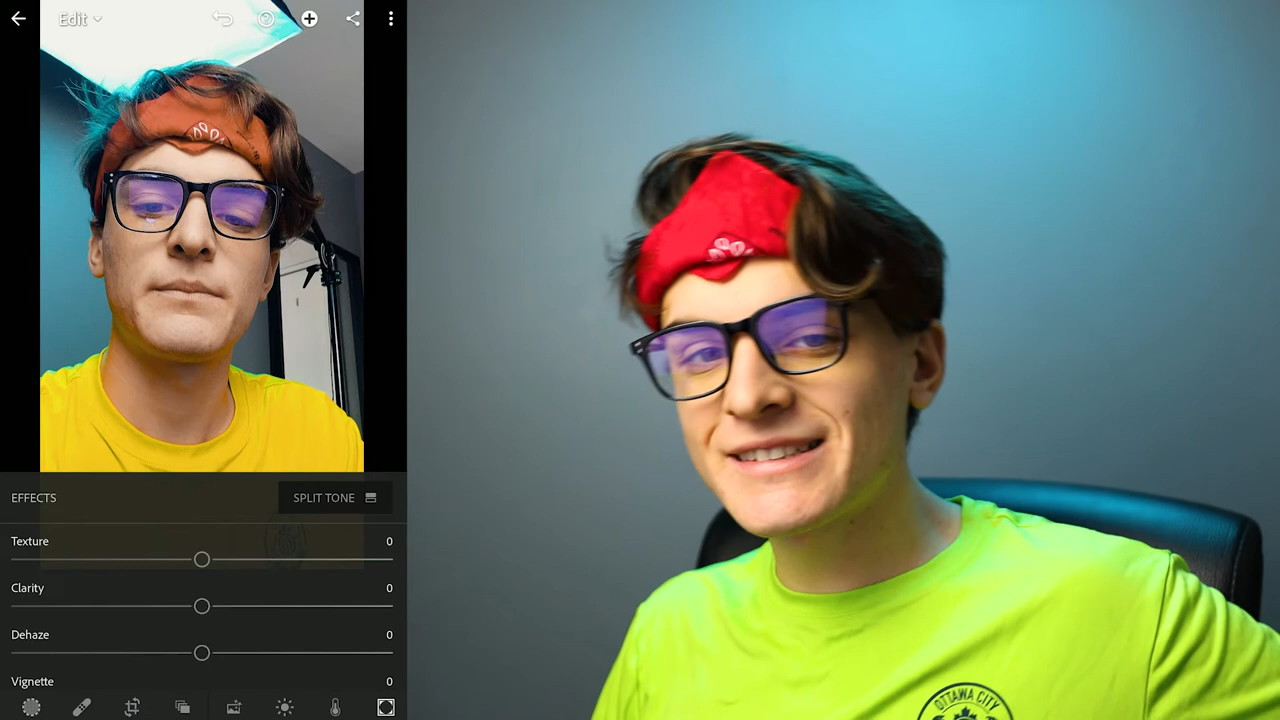 Edit
EFFECTS
SPLIT TONE
Texture 0
Clarity 0
Dehaze 0
Vignette 0
OTTAWA CITY